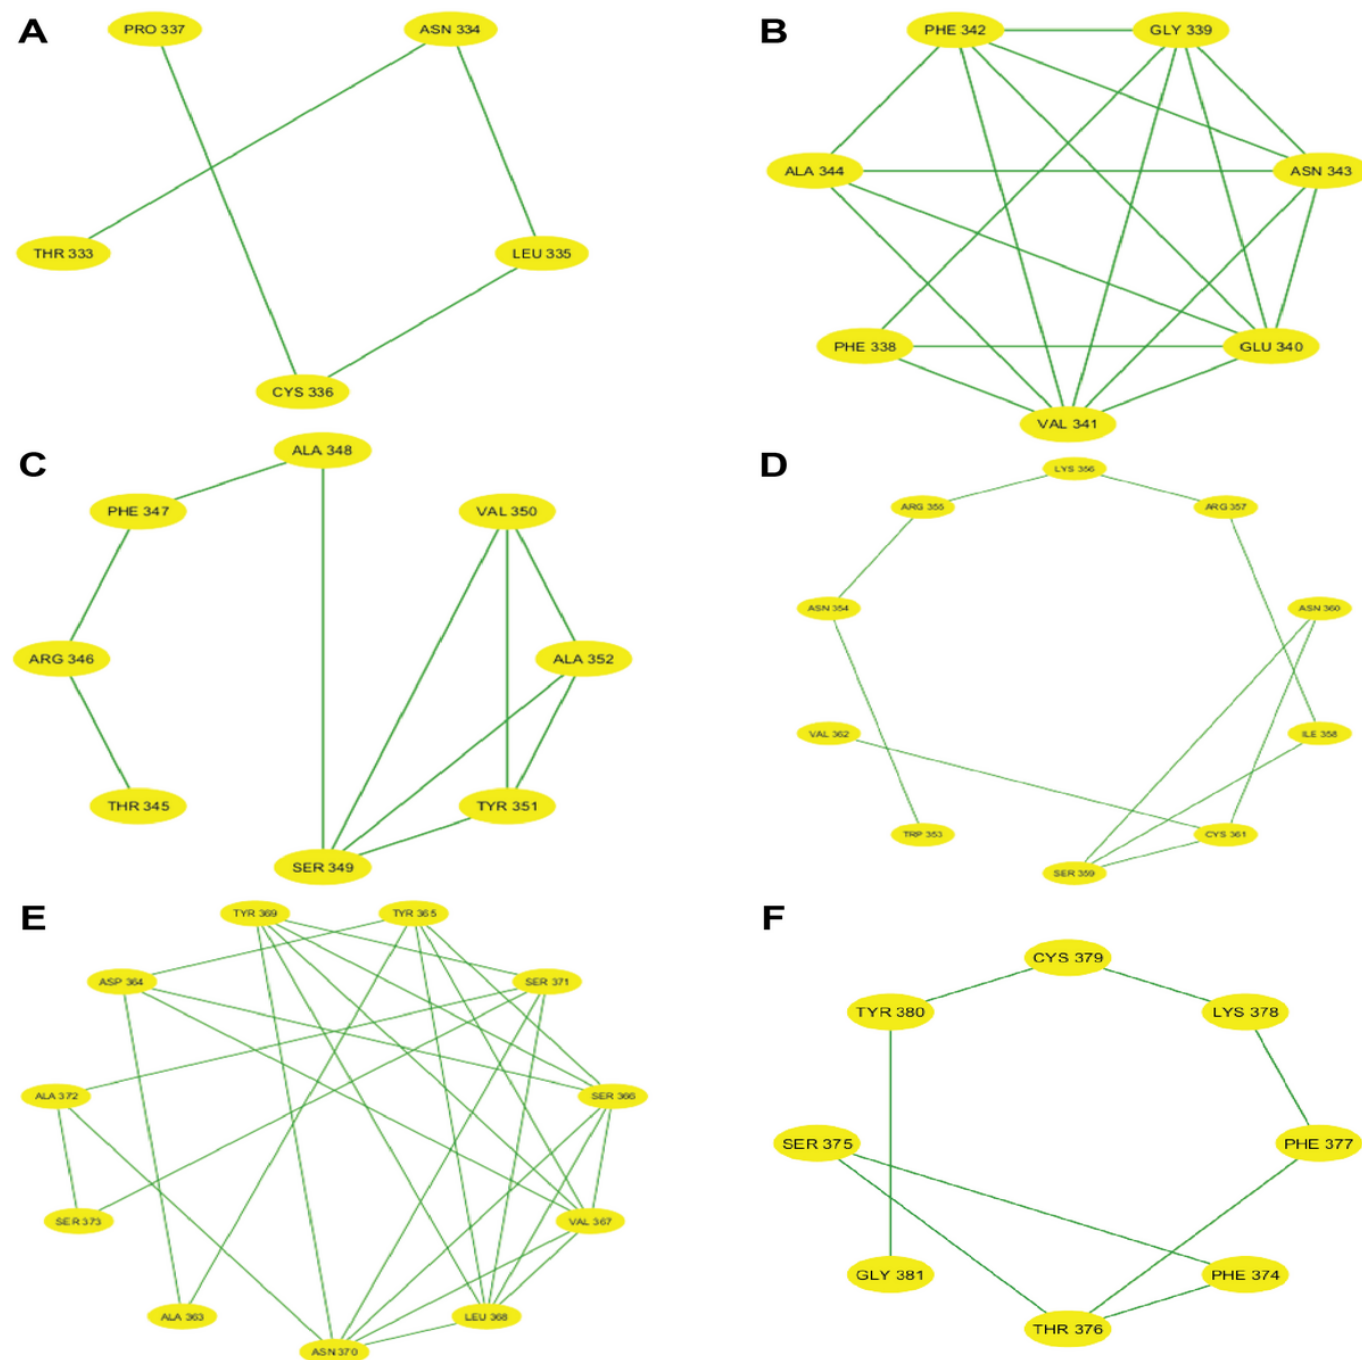 A
PRO 337
ASN 334
THR 333
LEU 335
CYS 336
B
PHE 342
GLY 339
ALA 344
ASN 343
PHE 338
GLU 340
VAL 341
C
ALA 348
PHE 347
VAL 350
ARG 346
ALA 352
THR 345
TYR 351
SER 349
D
LYS 356
ARG 355
ARG 357
ASN 354
ASN 360
VAL 362
ILE 358
TRP 353
CYS 361
SER 359
E
TYR 369
TYR 365
ASP 364
SER 371
ALA 372
SER 366
SER 373
VAL 367
ALA 363
LEU 368
ASN 370
F
CYS 379
TYR 380
LYS 378
SER 375
PHE 377
GLY 381
PHE 374
THR 376